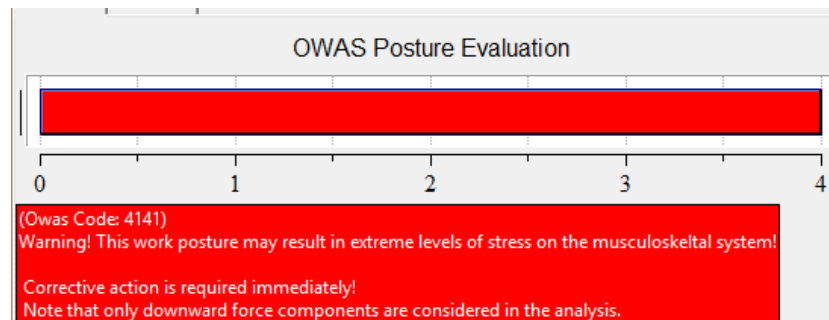 OWAS Posture Evaluation
0 1 2 3 4
(Owas Code: 4141)
Warning! This work posture may result in extreme levels of stress on the musculoskeltal system!
Corrective action is required immediately!
Note that only downward force components are considered in the analysis.